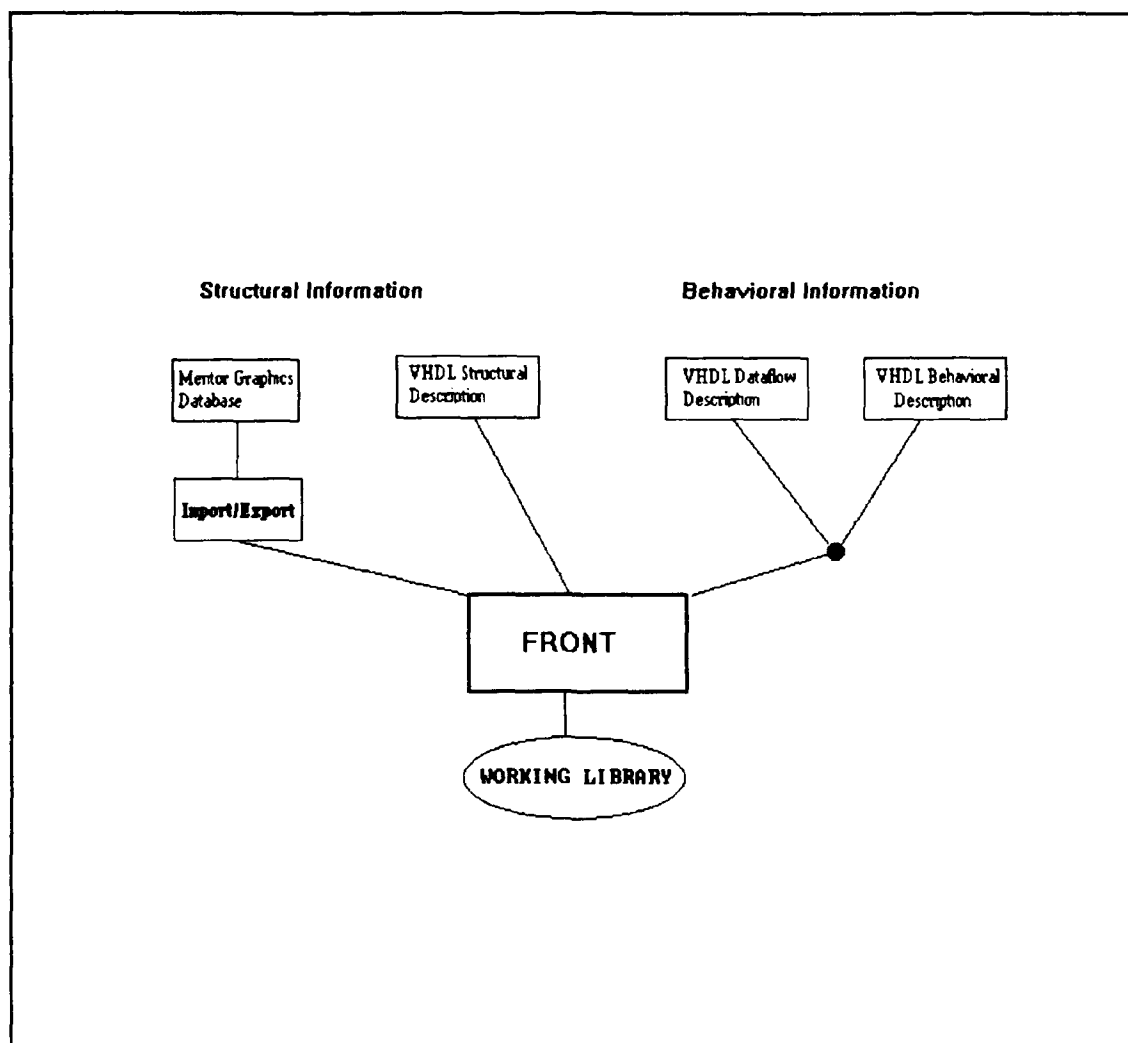 Structural Information
Behavioral Information
Mentor Graphics
Database
VHDL Structural
Description
VHDL Dataflow
Description
VHDL Behavioral
Description
Import/Export
FRONT
WORKING LIBRARY